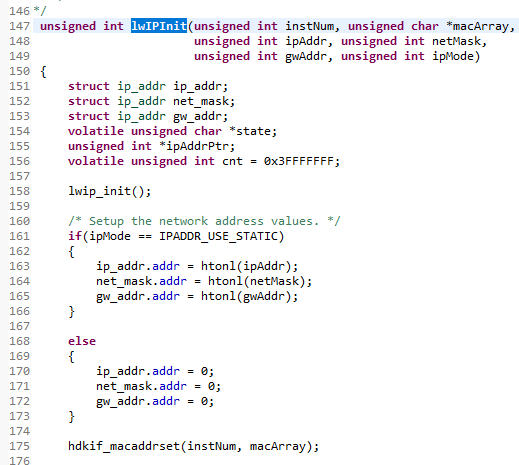 146 */
147 unsigned int lwIPInit(unsigned int instNum, unsigned char *macArray,
148 unsigned int ipAddr, unsigned int netMask,
149 unsigned int gwAddr, unsigned int ipMode)
150 {
151 struct ip_addr ip_addr;
152 struct ip_addr net_mask;
153 struct ip_addr gw_addr;
154 volatile unsigned char *state;
155 unsigned int *ipAddrPtr;
156 volatile unsigned int cnt = 0x3FFFFFFF;
157
158 lwip_init();
159
160 /* Setup the network address values. */
161 if(ipMode == IPADDR_USE_STATIC)
162 {
163 ip_addr.addr = htonl(ipAddr);
164 net_mask.addr = htonl(netMask);
165 gw_addr.addr = htonl(gwAddr);
166 }
167
168 else
169 {
170 ip_addr.addr = 0;
171 net_mask.addr = 0;
172 gw_addr.addr = 0;
173 }
174
175 hdkif_macaddrset(instNum, macArray);
176